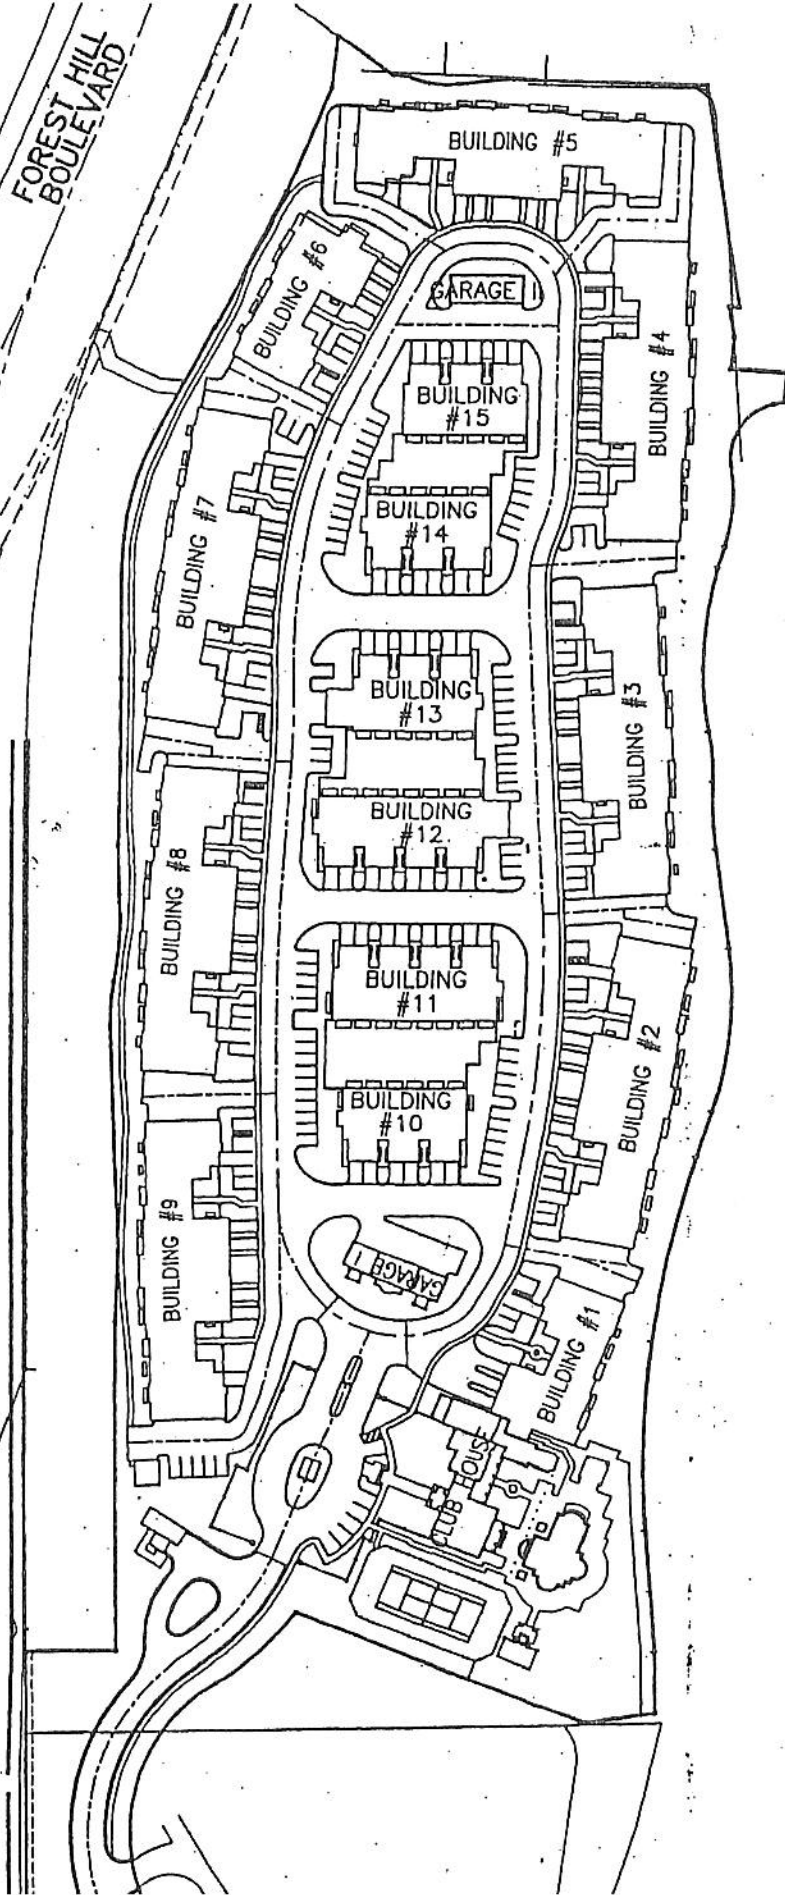 FOREST HILL
BOULEVARD
BUILDING #5
BUILDING #6
GARAGE II
BUILDING #4
BUILDING
#15
BUILDING
#14
BUILDING #7
BUILDING
#13
BUILDING #3
BUILDING
#12
BUILDING #8
BUILDING
#11
BUILDING #2
BUILDING
#10
BUILDING #9
GARAGE I
BUILDING #1
CLUB HOUSE